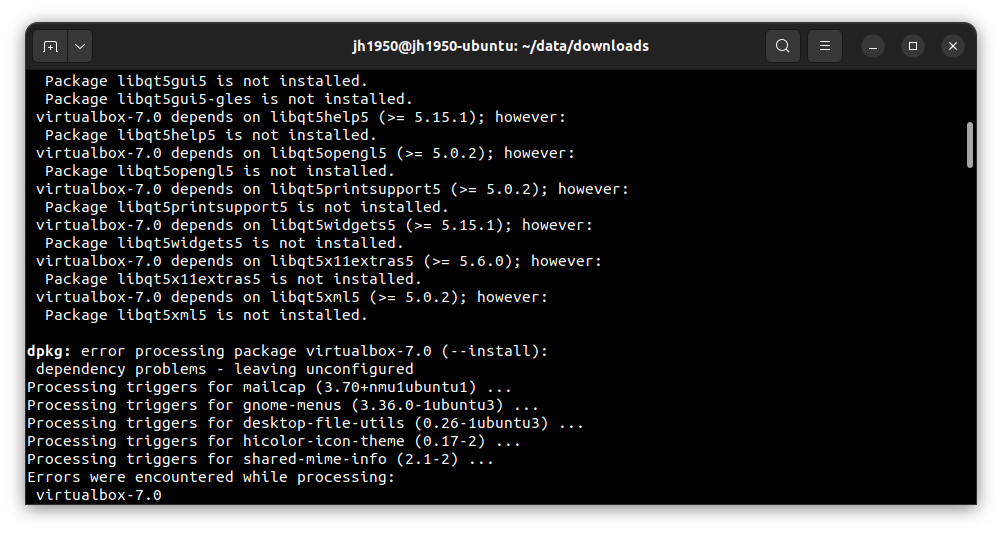 jh1950@jh1950-ubuntu: ~/data/downloads
Package libqt5gui5 is not installed.
Package libqt5gui5-gles is not installed.
virtualbox-7.0 depends on libqt5help5 (>= 5.15.1); however:
Package libqt5help5 is not installed.
virtualbox-7.0 depends on libqt5opengl5 (>= 5.0.2); however:
Package libqt5opengl5 is not installed.
virtualbox-7.0 depends on libqt5printsupport5 (>= 5.0.2); however:
Package libqt5printsupport5 is not installed.
virtualbox-7.0 depends on libqt5widgets5 (>= 5.15.1); however:
Package libqt5widgets5 is not installed.
virtualbox-7.0 depends on libqt5x11extras5 (>= 5.6.0); however:
Package libqt5x11extras5 is not installed.
virtualbox-7.0 depends on libqt5xml5 (>= 5.0.2); however:
Package libqt5xml5 is not installed.
dpkg: error processing package virtualbox-7.0 (--install):
dependency problems - leaving unconfigured
Processing triggers for mailcap (3.70+nmu1ubuntu1) ...
Processing triggers for gnome-menus (3.36.0-1ubuntu3) ...
Processing triggers for desktop-file-utils (0.26-1ubuntu3) ...
Processing triggers for hicolor-icon-theme (0.17-2) ...
Processing triggers for shared-mime-info (2.1-2) ...
Errors were encountered while processing:
virtualbox-7.0